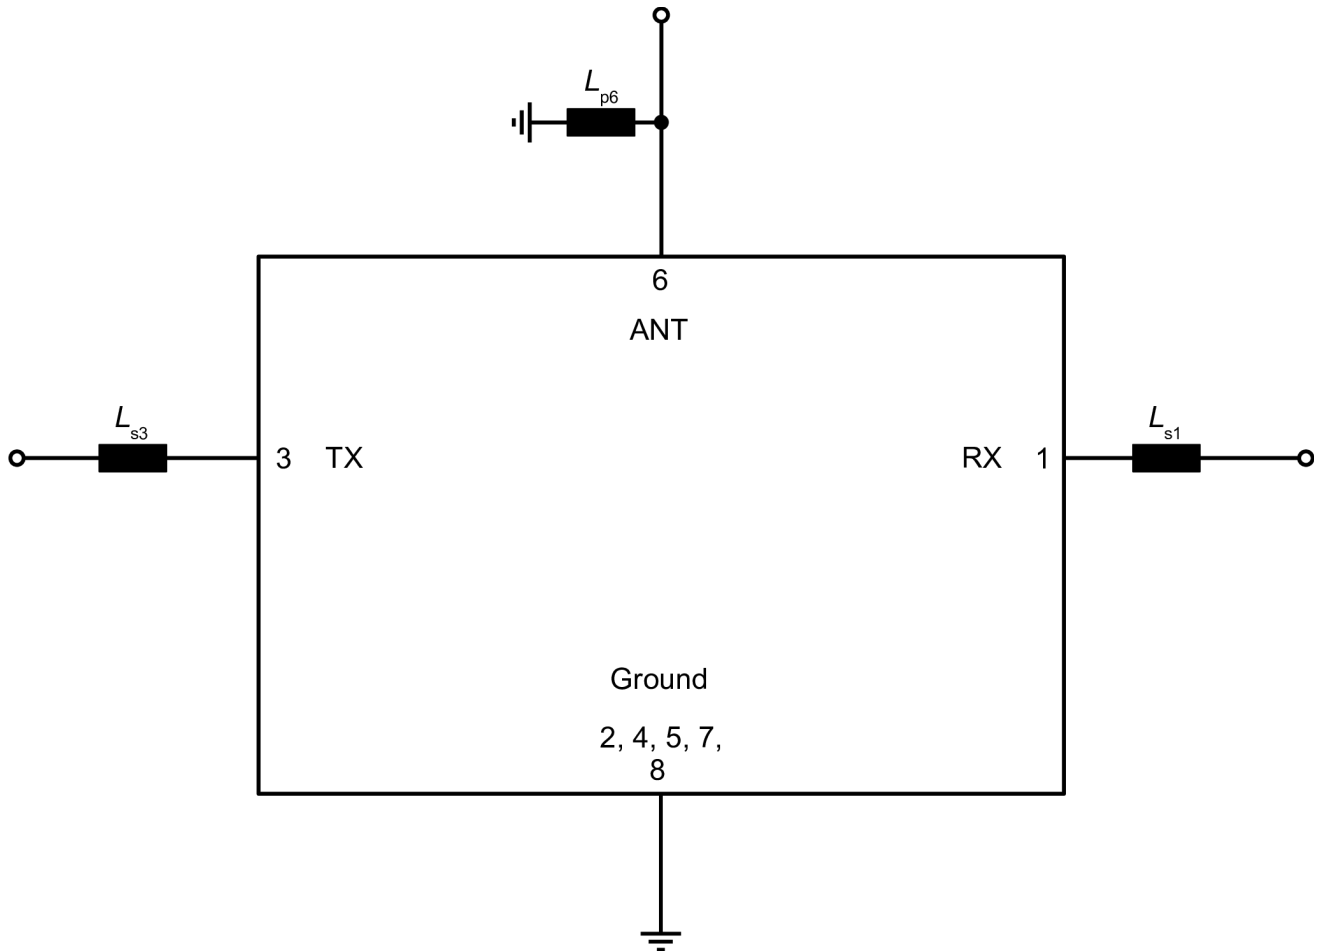 Lp6
6
ANT
Ls3
Ls1
3 TX
RX 1
Ground
2, 4, 5, 7,
8